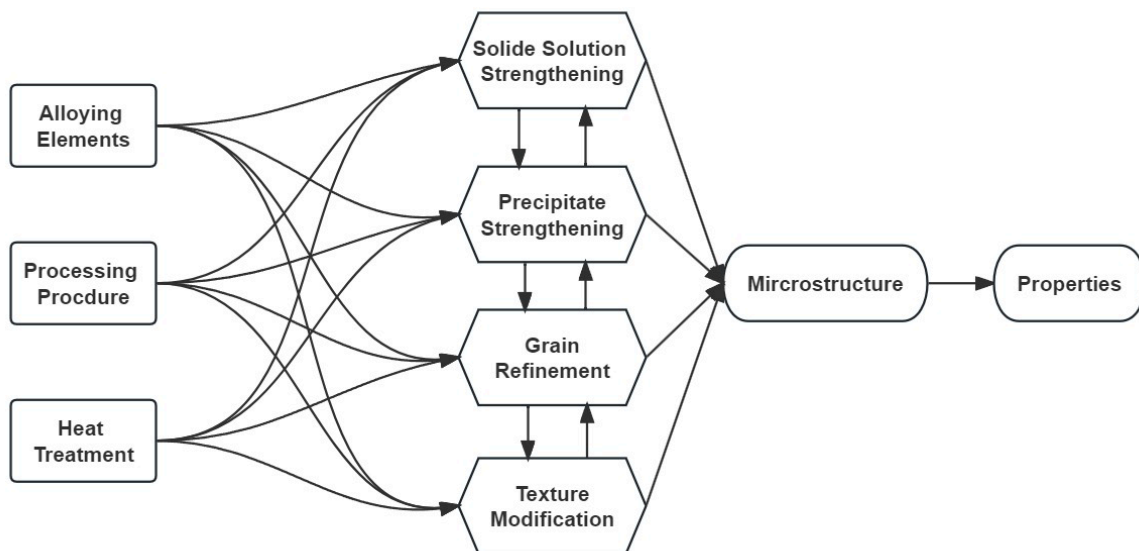 Alloying
Elements
Processing
Procdure
Heat
Treatment
Solide Solution
Strengthening
Precipitate
Strengthening
Grain
Refinement
Texture
Modification
Mircrostructure
Properties